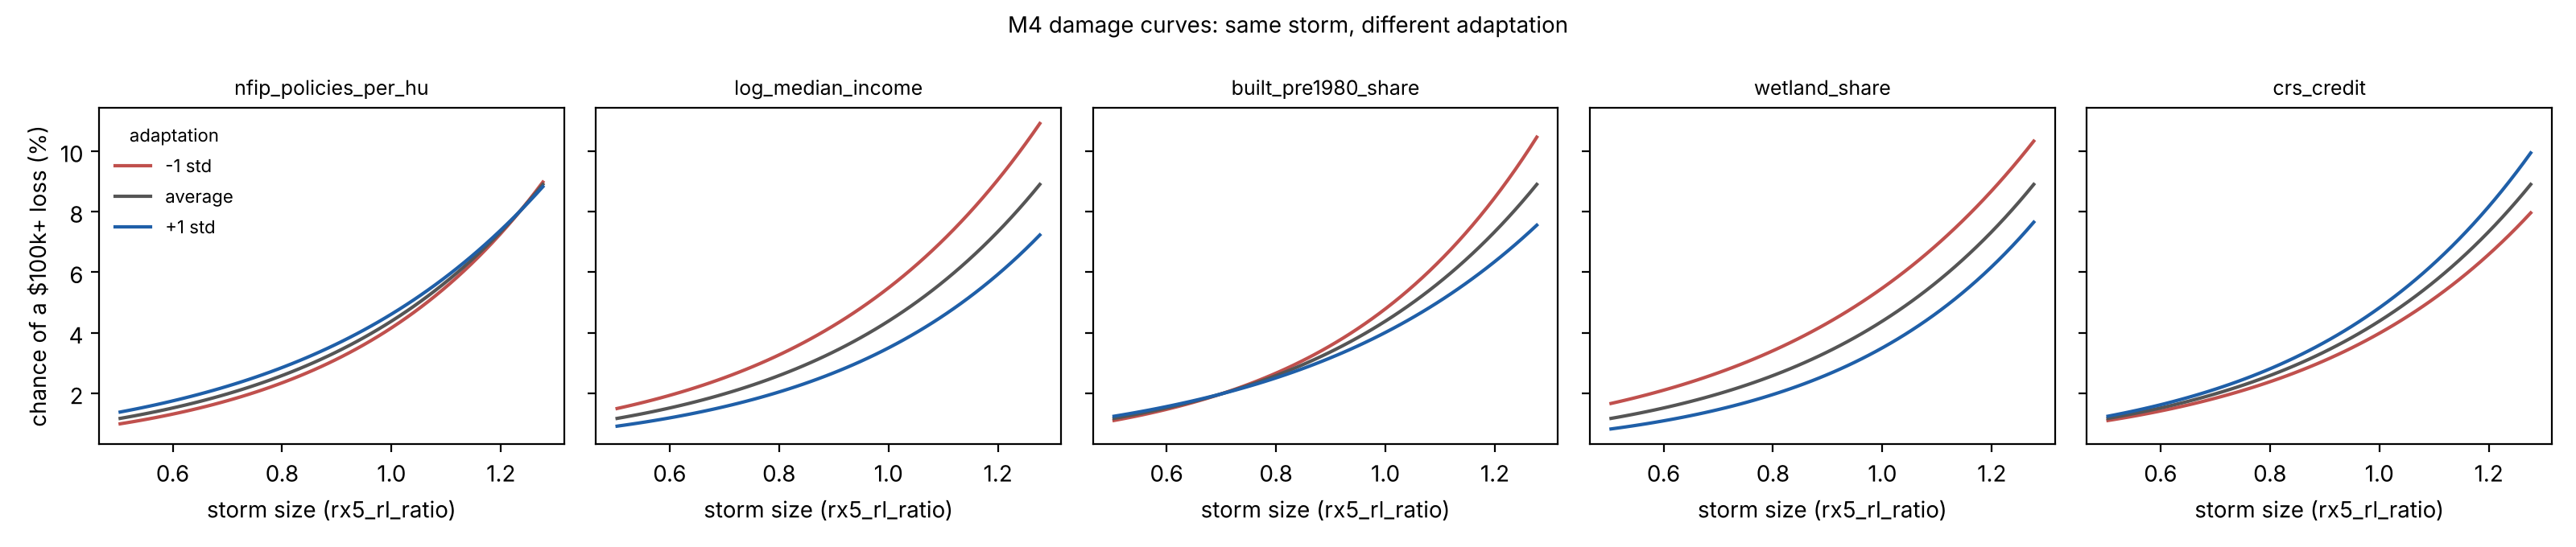 M4 damage curves: same storm, different adaptation
nfip_policies_per_hu
log_median_income
built_pre1980_share
wetland_share
crs_credit
chance of a $100k+ loss (%)
10
8
6
4
2
adaptation
-1 std
average
+1 std
0.6 0.8 1.0 1.2
0.6 0.8 1.0 1.2
0.6 0.8 1.0 1.2
0.6 0.8 1.0 1.2
0.6 0.8 1.0 1.2
storm size (rx5_rl_ratio)
storm size (rx5_rl_ratio)
storm size (rx5_rl_ratio)
storm size (rx5_rl_ratio)
storm size (rx5_rl_ratio)